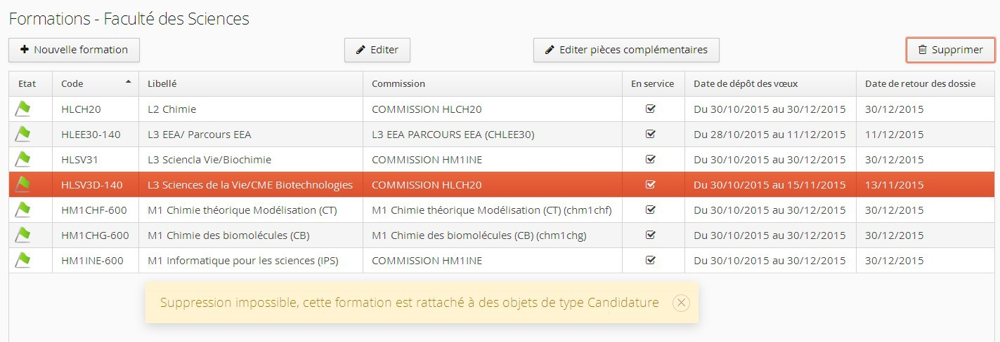 Formations - Faculté des Sciences
Nouvelle formation Editer Editer pièces complémentaires Supprimer
Etat Code Libellé Commission En service Date de dépôt des vœux Date de retour des dossie
HLCH20 L2 Chimie COMMISSION HLCH20 Du 30/10/2015 au 30/12/2015 30/12/2015
HLEE30-140 L3 EEA/ Parcours EEA L3 EEA PARCOURS EEA (CHLEE30) Du 28/10/2015 au 11/12/2015 11/12/2015
HLSV31 L3 Sciencla Vie/Biochimie COMMISSION HM1INE Du 30/10/2015 au 30/12/2015 30/12/2015
HLSV3D-140 L3 Sciences de la Vie/CME Biotechnologies COMMISSION HLCH20 Du 30/10/2015 au 15/11/2015 13/11/2015
HM1CHF-600 M1 Chimie théorique Modélisation (CT) M1 Chimie théorique Modélisation (CT) (chm1chf) Du 30/10/2015 au 30/12/2015 30/12/2015
HM1CHG-600 M1 Chimie des biomolécules (CB) M1 Chimie des biomolécules (CB) (chm1chg) Du 30/10/2015 au 30/12/2015 30/12/2015
HM1INE-600 M1 Informatique pour les sciences (IPS) COMMISSION HM1INE Du 30/10/2015 au 30/12/2015 30/12/2015
Suppression impossible, cette formation est rattaché à des objets de type Candidature